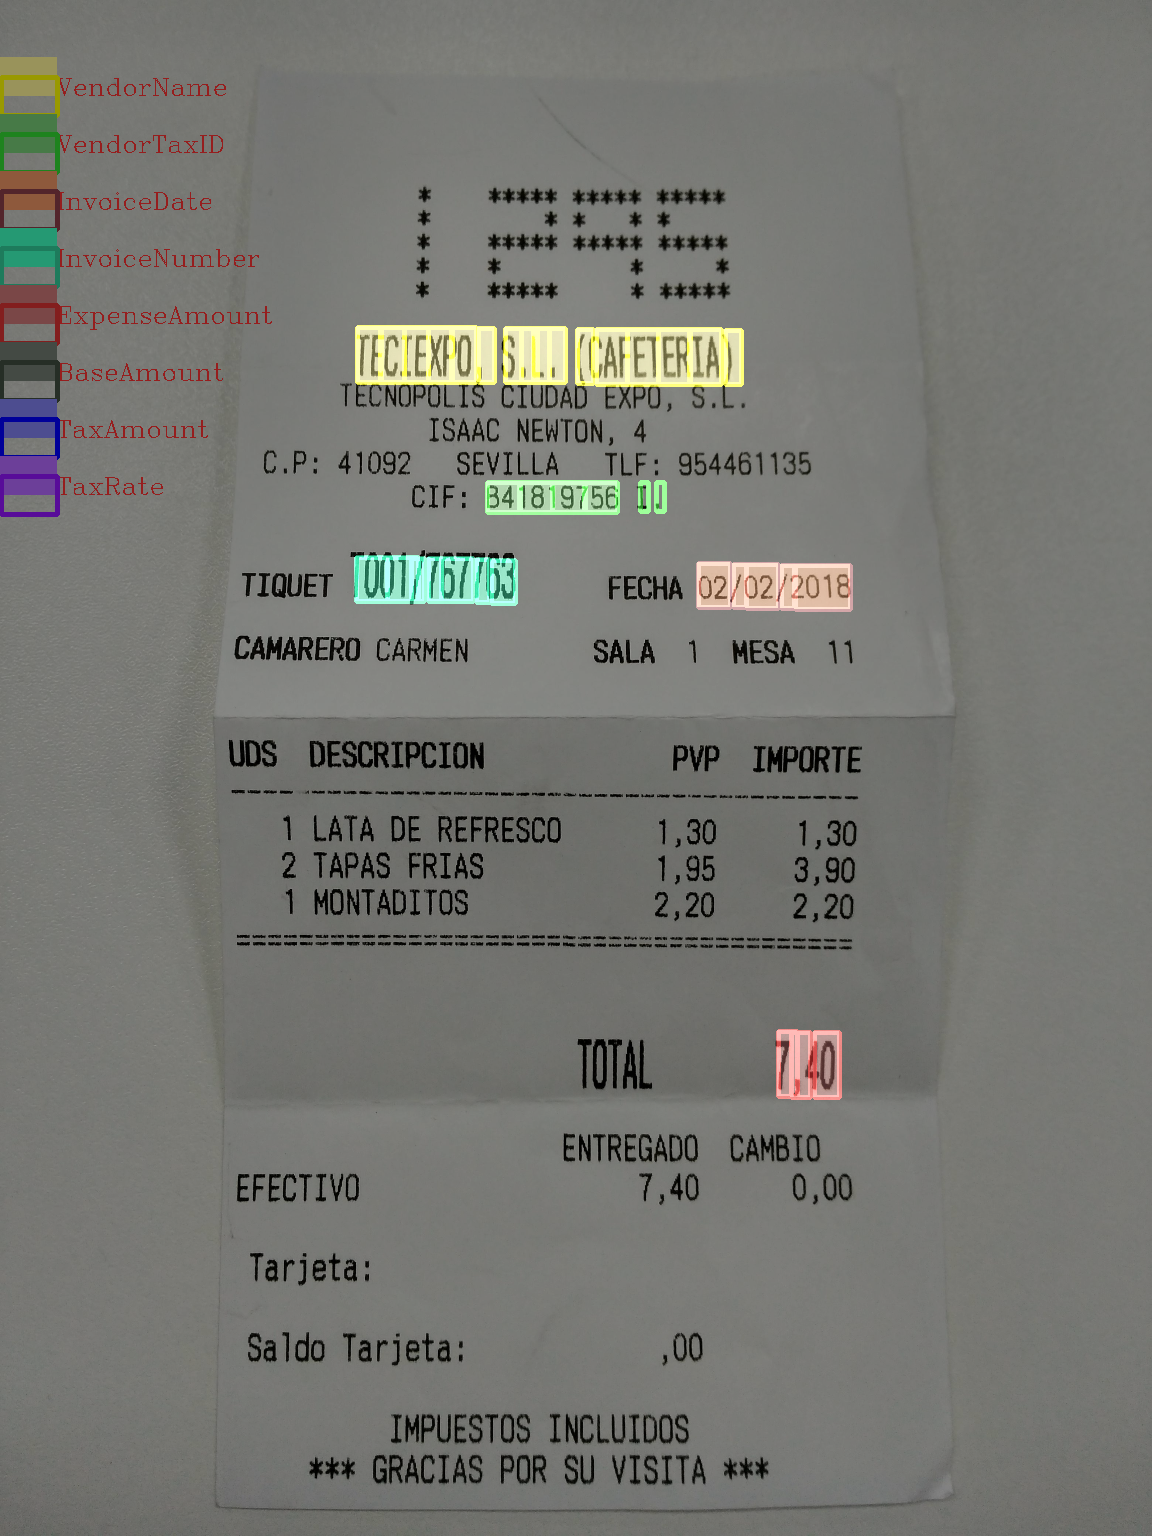 VendorName
VendorTaxID
InvoiceDate
InvoiceNumber
ExpenseAmount
BaseAmount
TaxAmount
TaxRate
1295
TECIEXPO, S.L. (CAFETERIA)
TECNOPOLIS CIUDAD EXPO, S.L.
ISAAC NEWTON, 4
C.P: 41092 SEVILLA TLF: 954461135
CIF: B41819756
TIQUET T001/767763 FECHA 02/02/2018
CAMARERO CARMEN SALA 1 MESA 11
UDS DESCRIPCION PVP IMPORTE
1 LATA DE REFRESCO 1,30 1,30
2 TAPAS FRIAS 1,95 3,90
1 MONTADITOS 2,20 2,20
TOTAL 7,40
ENTREGADO CAMBIO
EFECTIVO 7,40 0,00
Tarjeta:
Saldo Tarjeta: ,00
IMPUESTOS INCLUIDOS
*** GRACIAS POR SU VISITA ***